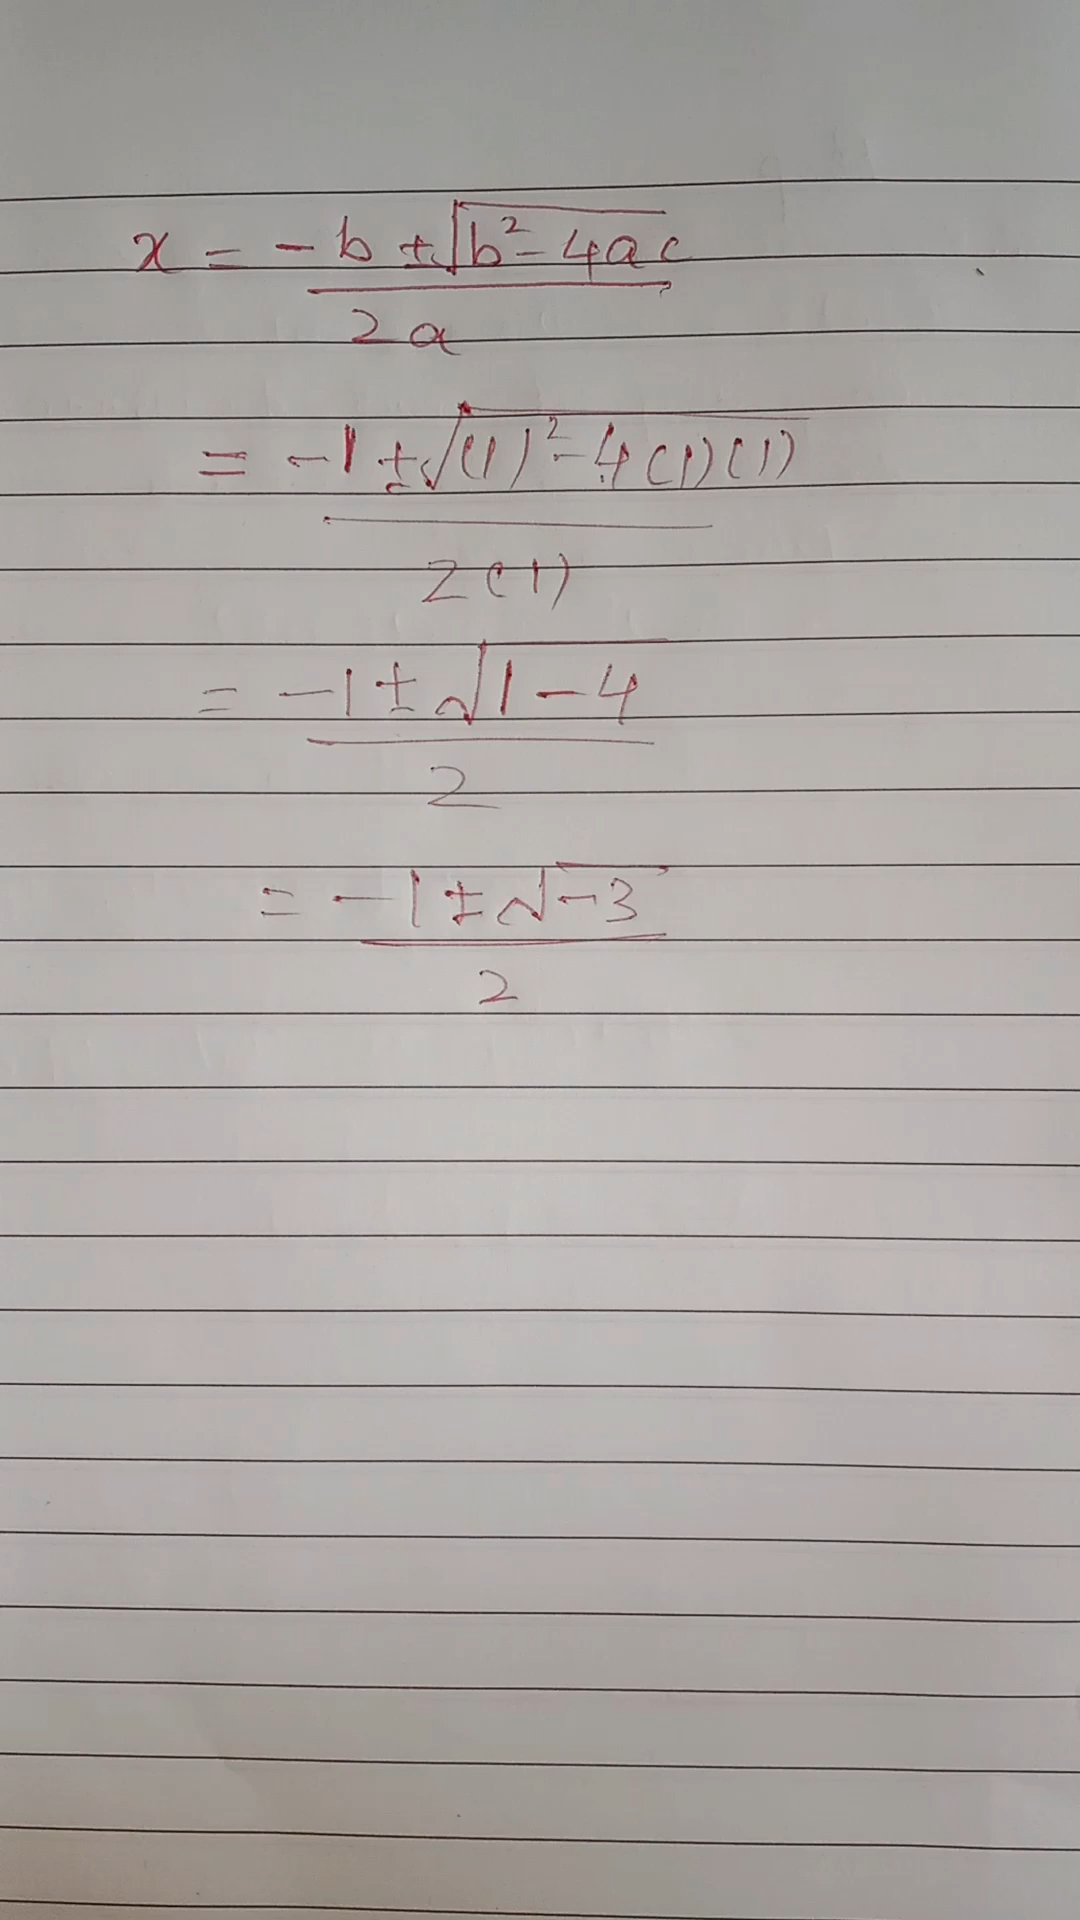 x = -b ± √b² - 4ac
2a
= -1 ± √(1)² - 4(1)(1)
2(1)
= -1 ± √1 - 4
2
= -1 ± √-3
2